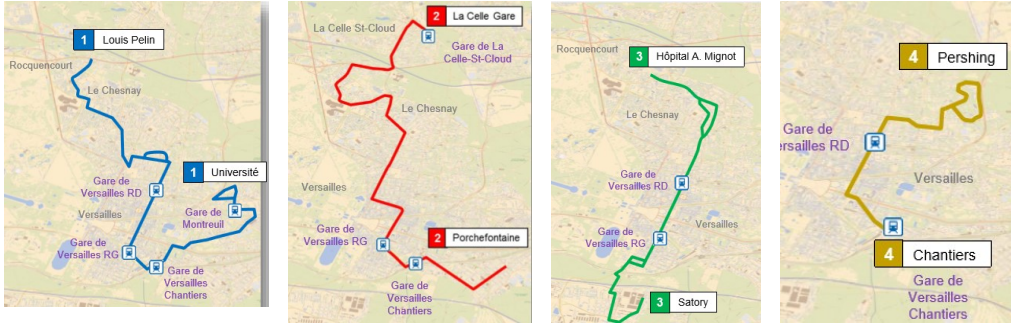 1 Louis Pelin
Rocquencourt
Le Chesnay
1 Université
Gare de
Versailles RD
Versailles
Gare de
Montreuil
Gare de
Versailles RG
Gare de
Versailles
Chantiers
2 La Celle Gare
La Celle St-Cloud
Gare de La
Celle-St-Cloud
Le Chesnay
Versailles
Gare de
Versailles RG
2 Porchefontaine
Gare de
Versailles
Chantiers
Rocquencourt
3 Hôpital A. Mignot
Le Chesnay
Gare de
Versailles RD
Versailles
Gare de
Versailles RG
3 Satory
4 Pershing
Gare de
ersailles RD
Versailles
4 Chantiers
Gare de
Versailles
Chantiers